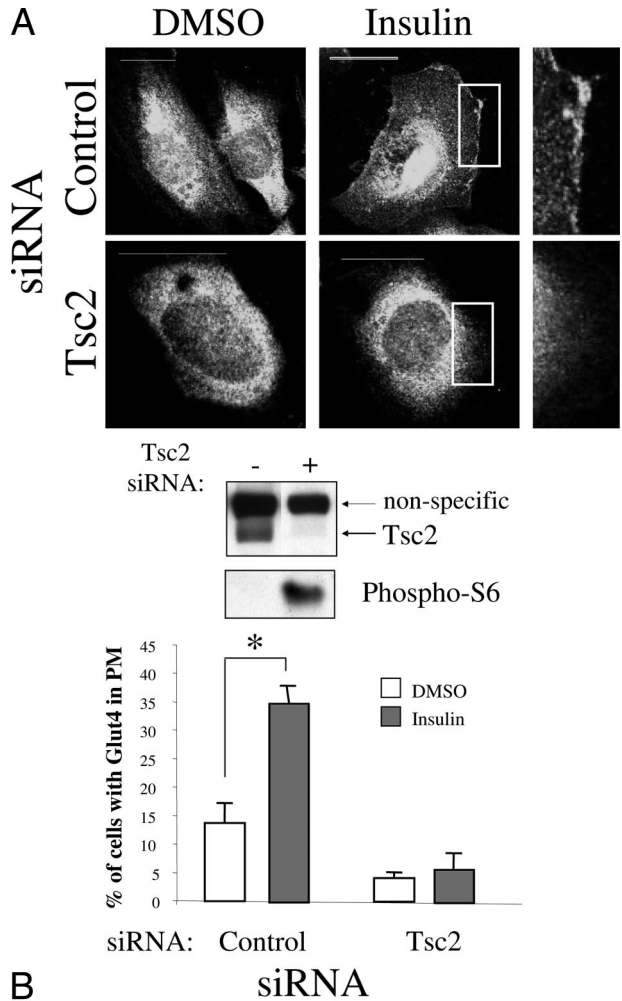 A
DMSO Insulin
siRNA
Control
Tsc2
Tsc2
siRNA:
- +
non-specific
Tsc2
Phospho-S6
% of cells with Glut4 in PM
45
40
35
30
25
20
15
10
5
0
*
DMSO
Insulin
siRNA: Control Tsc2
B siRNA